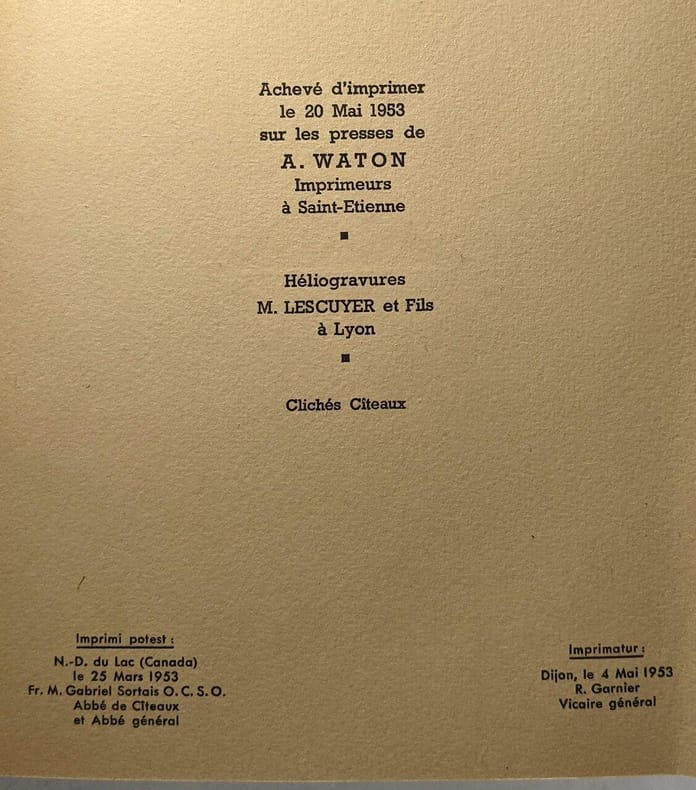 Achevé d'imprimer
le 20 Mai 1953
sur les presses de
A. WATON
Imprimeurs
à Saint-Etienne
Héliogravures
M. LESCUYER et Fils
à Lyon
Clichés Cîteaux
Imprimi potest :
N.-D. du Lac (Canada)
le 25 Mars 1953
Fr. M. Gabriel Sortais O. C. S. O.
Abbé de Cîteaux
et Abbé général
Imprimatur :
Dijon, le 4 Mai 1953
R. Garnier
Vicaire général